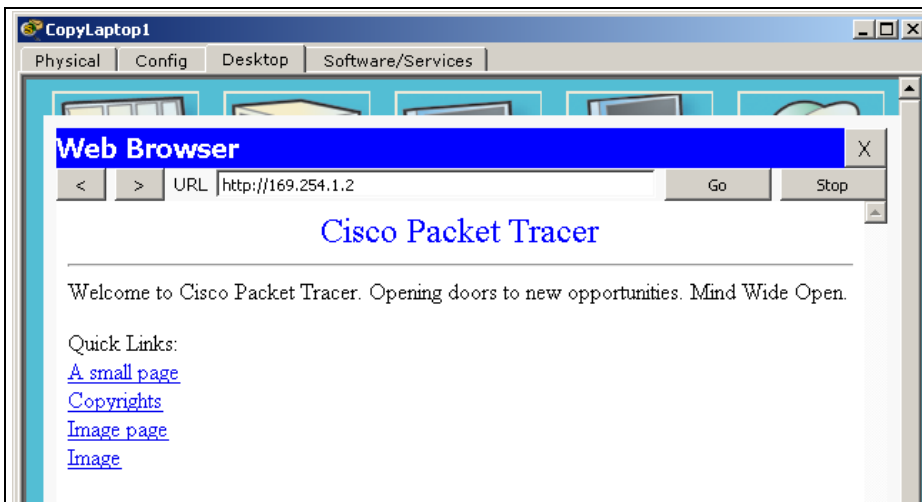 CopyLaptop1
Physical Config Desktop Software/Services
Web Browser X
< > URL http://169.254.1.2 Go Stop
Cisco Packet Tracer
Welcome to Cisco Packet Tracer. Opening doors to new opportunities. Mind Wide Open.
Quick Links:
A small page
Copyrights
Image page
Image